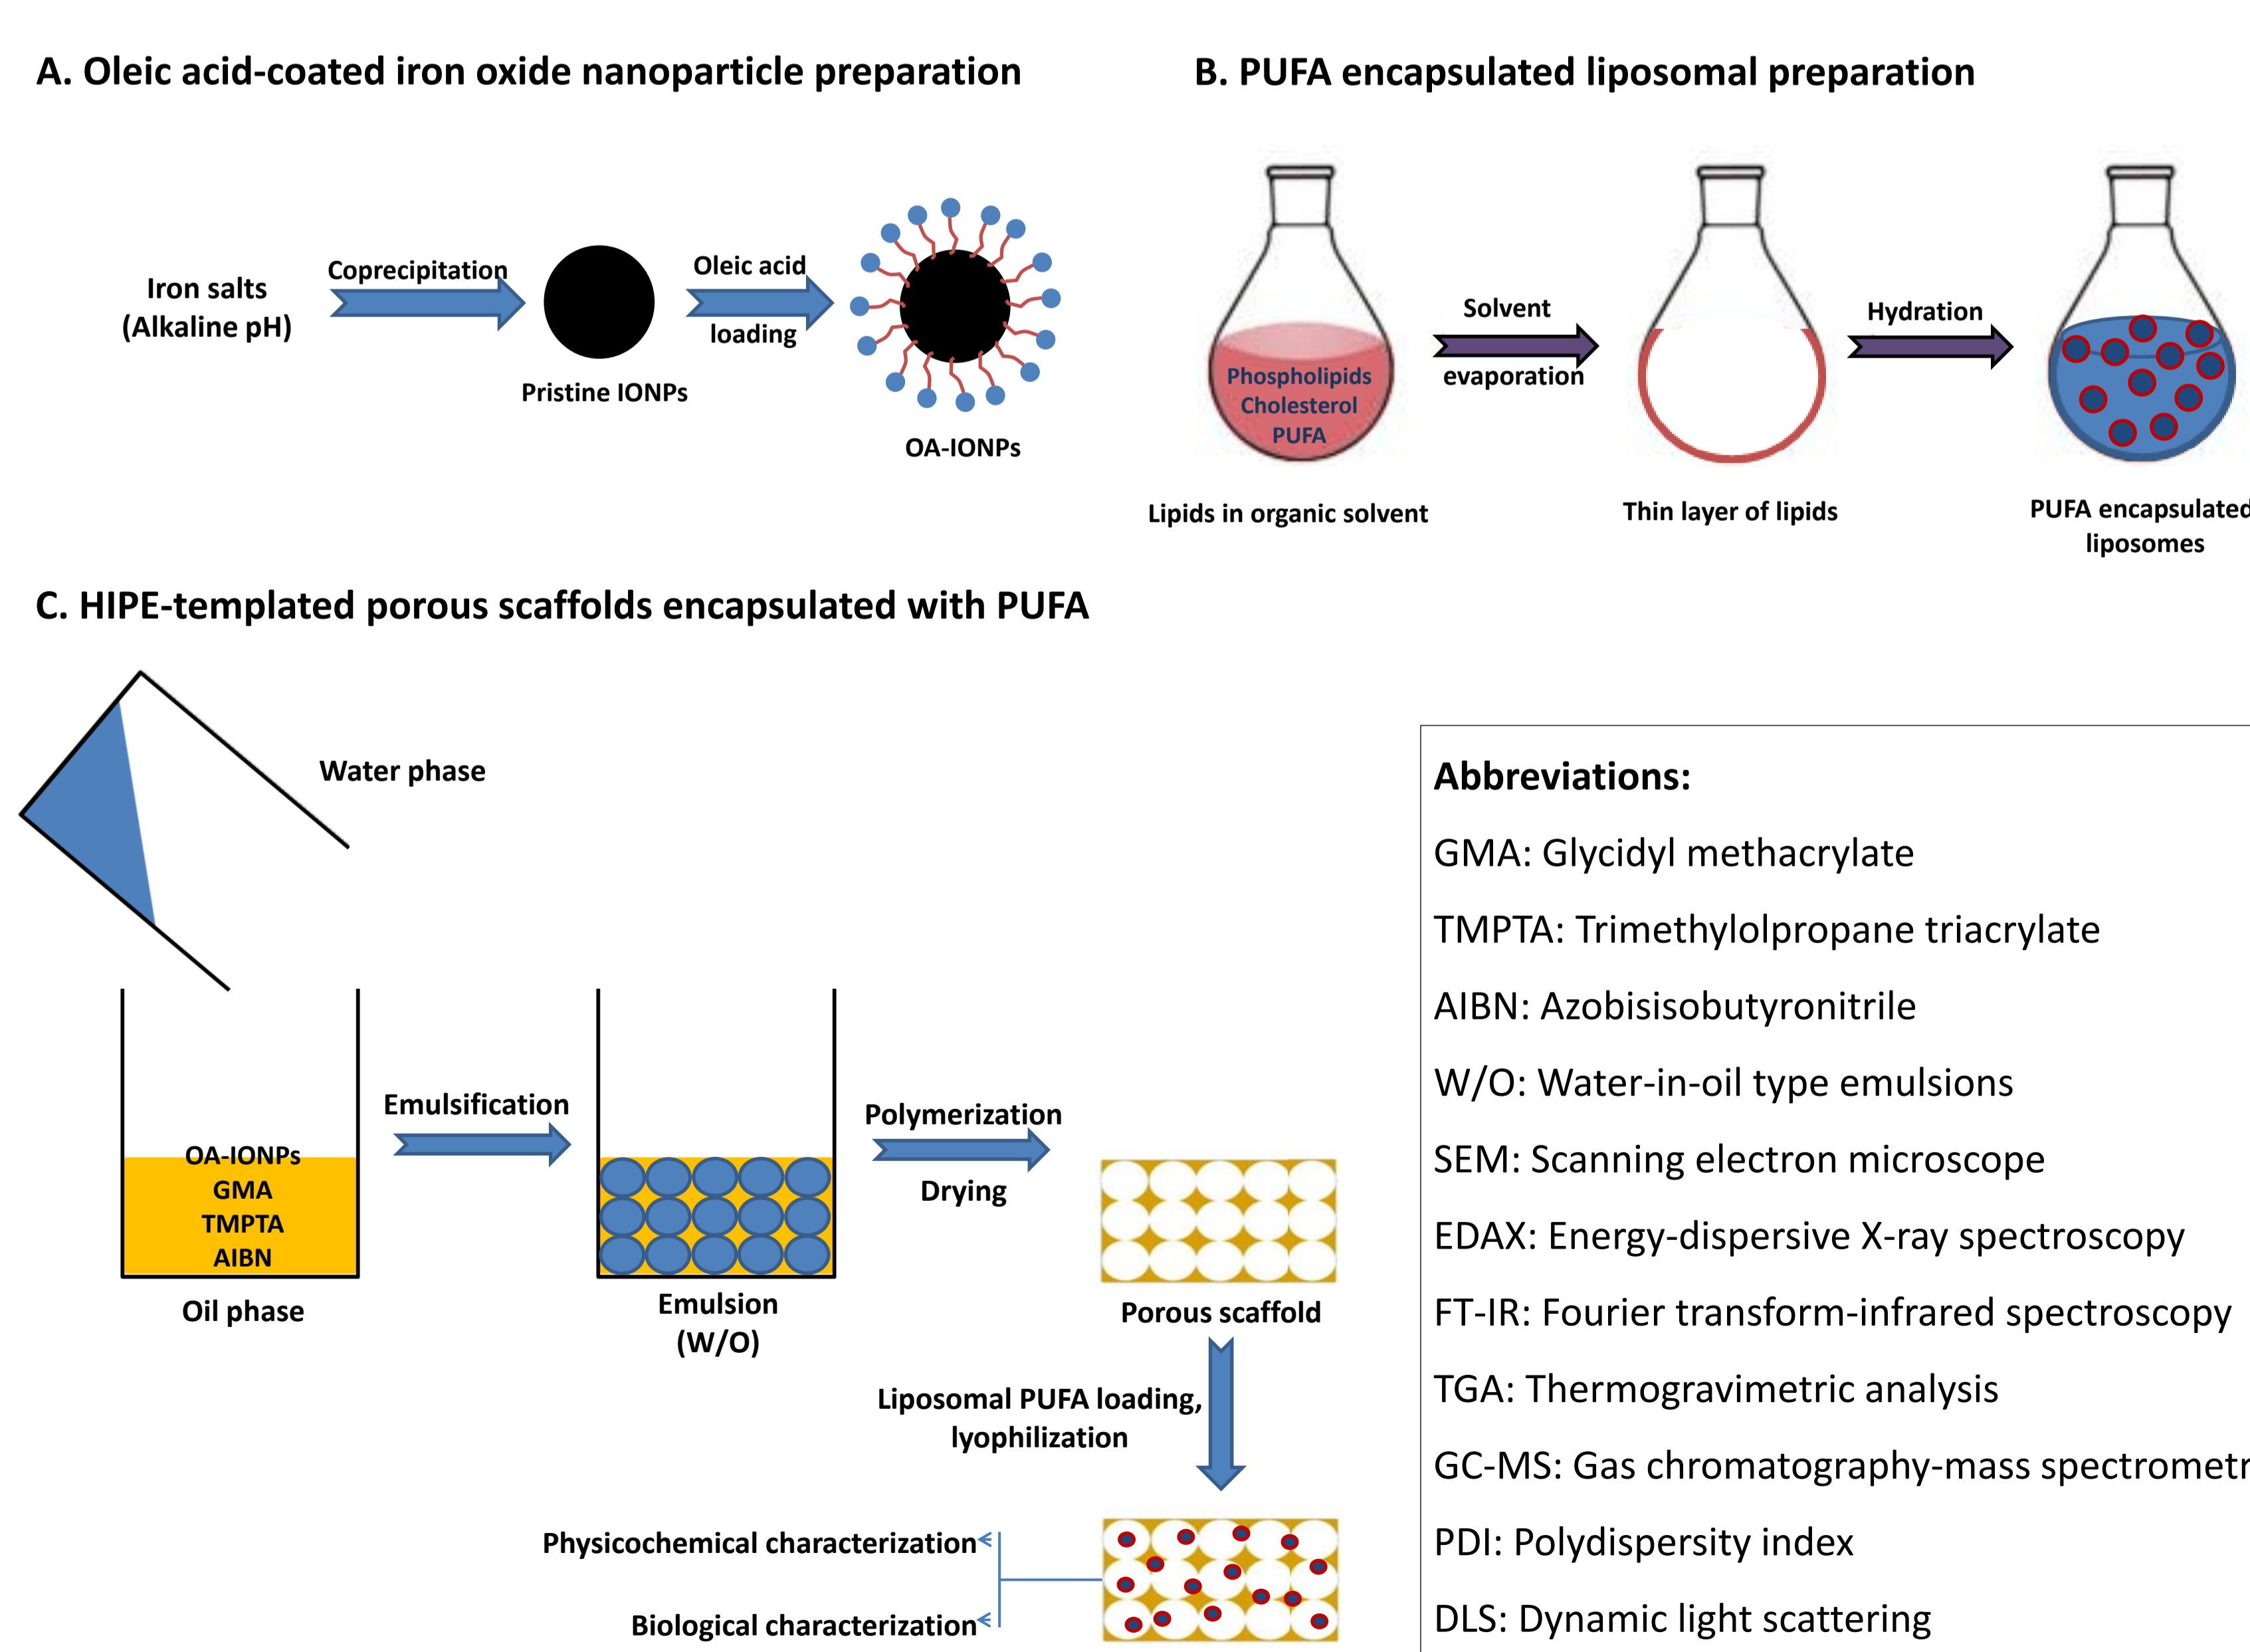 A. Oleic acid-coated iron oxide nanoparticle preparation
Iron salts
(Alkaline pH)
Coprecipitation
Pristine IONPs
Oleic acid
loading
OA-IONPs
B. PUFA encapsulated liposomal preparation
Phospholipids
Cholesterol
PUFA
Lipids in organic solvent
Solvent
evaporation
Thin layer of lipids
Hydration
PUFA encapsulated
liposomes
C. HIPE-templated porous scaffolds encapsulated with PUFA
Water phase
OA-IONPs
GMA
TMPTA
AIBN
Oil phase
Emulsification
Emulsion
(W/O)
Polymerization
Drying
Porous scaffold
Liposomal PUFA loading,
lyophilization
Physicochemical characterization
Biological characterization
Abbreviations:
GMA: Glycidyl methacrylate
TMPTA: Trimethylolpropane triacrylate
AIBN: Azobisisobutyronitrile
W/O: Water-in-oil type emulsions
SEM: Scanning electron microscope
EDAX: Energy-dispersive X-ray spectroscopy
FT-IR: Fourier transform-infrared spectroscopy
TGA: Thermogravimetric analysis
GC-MS: Gas chromatography-mass spectrometr
PDI: Polydispersity index
DLS: Dynamic light scattering